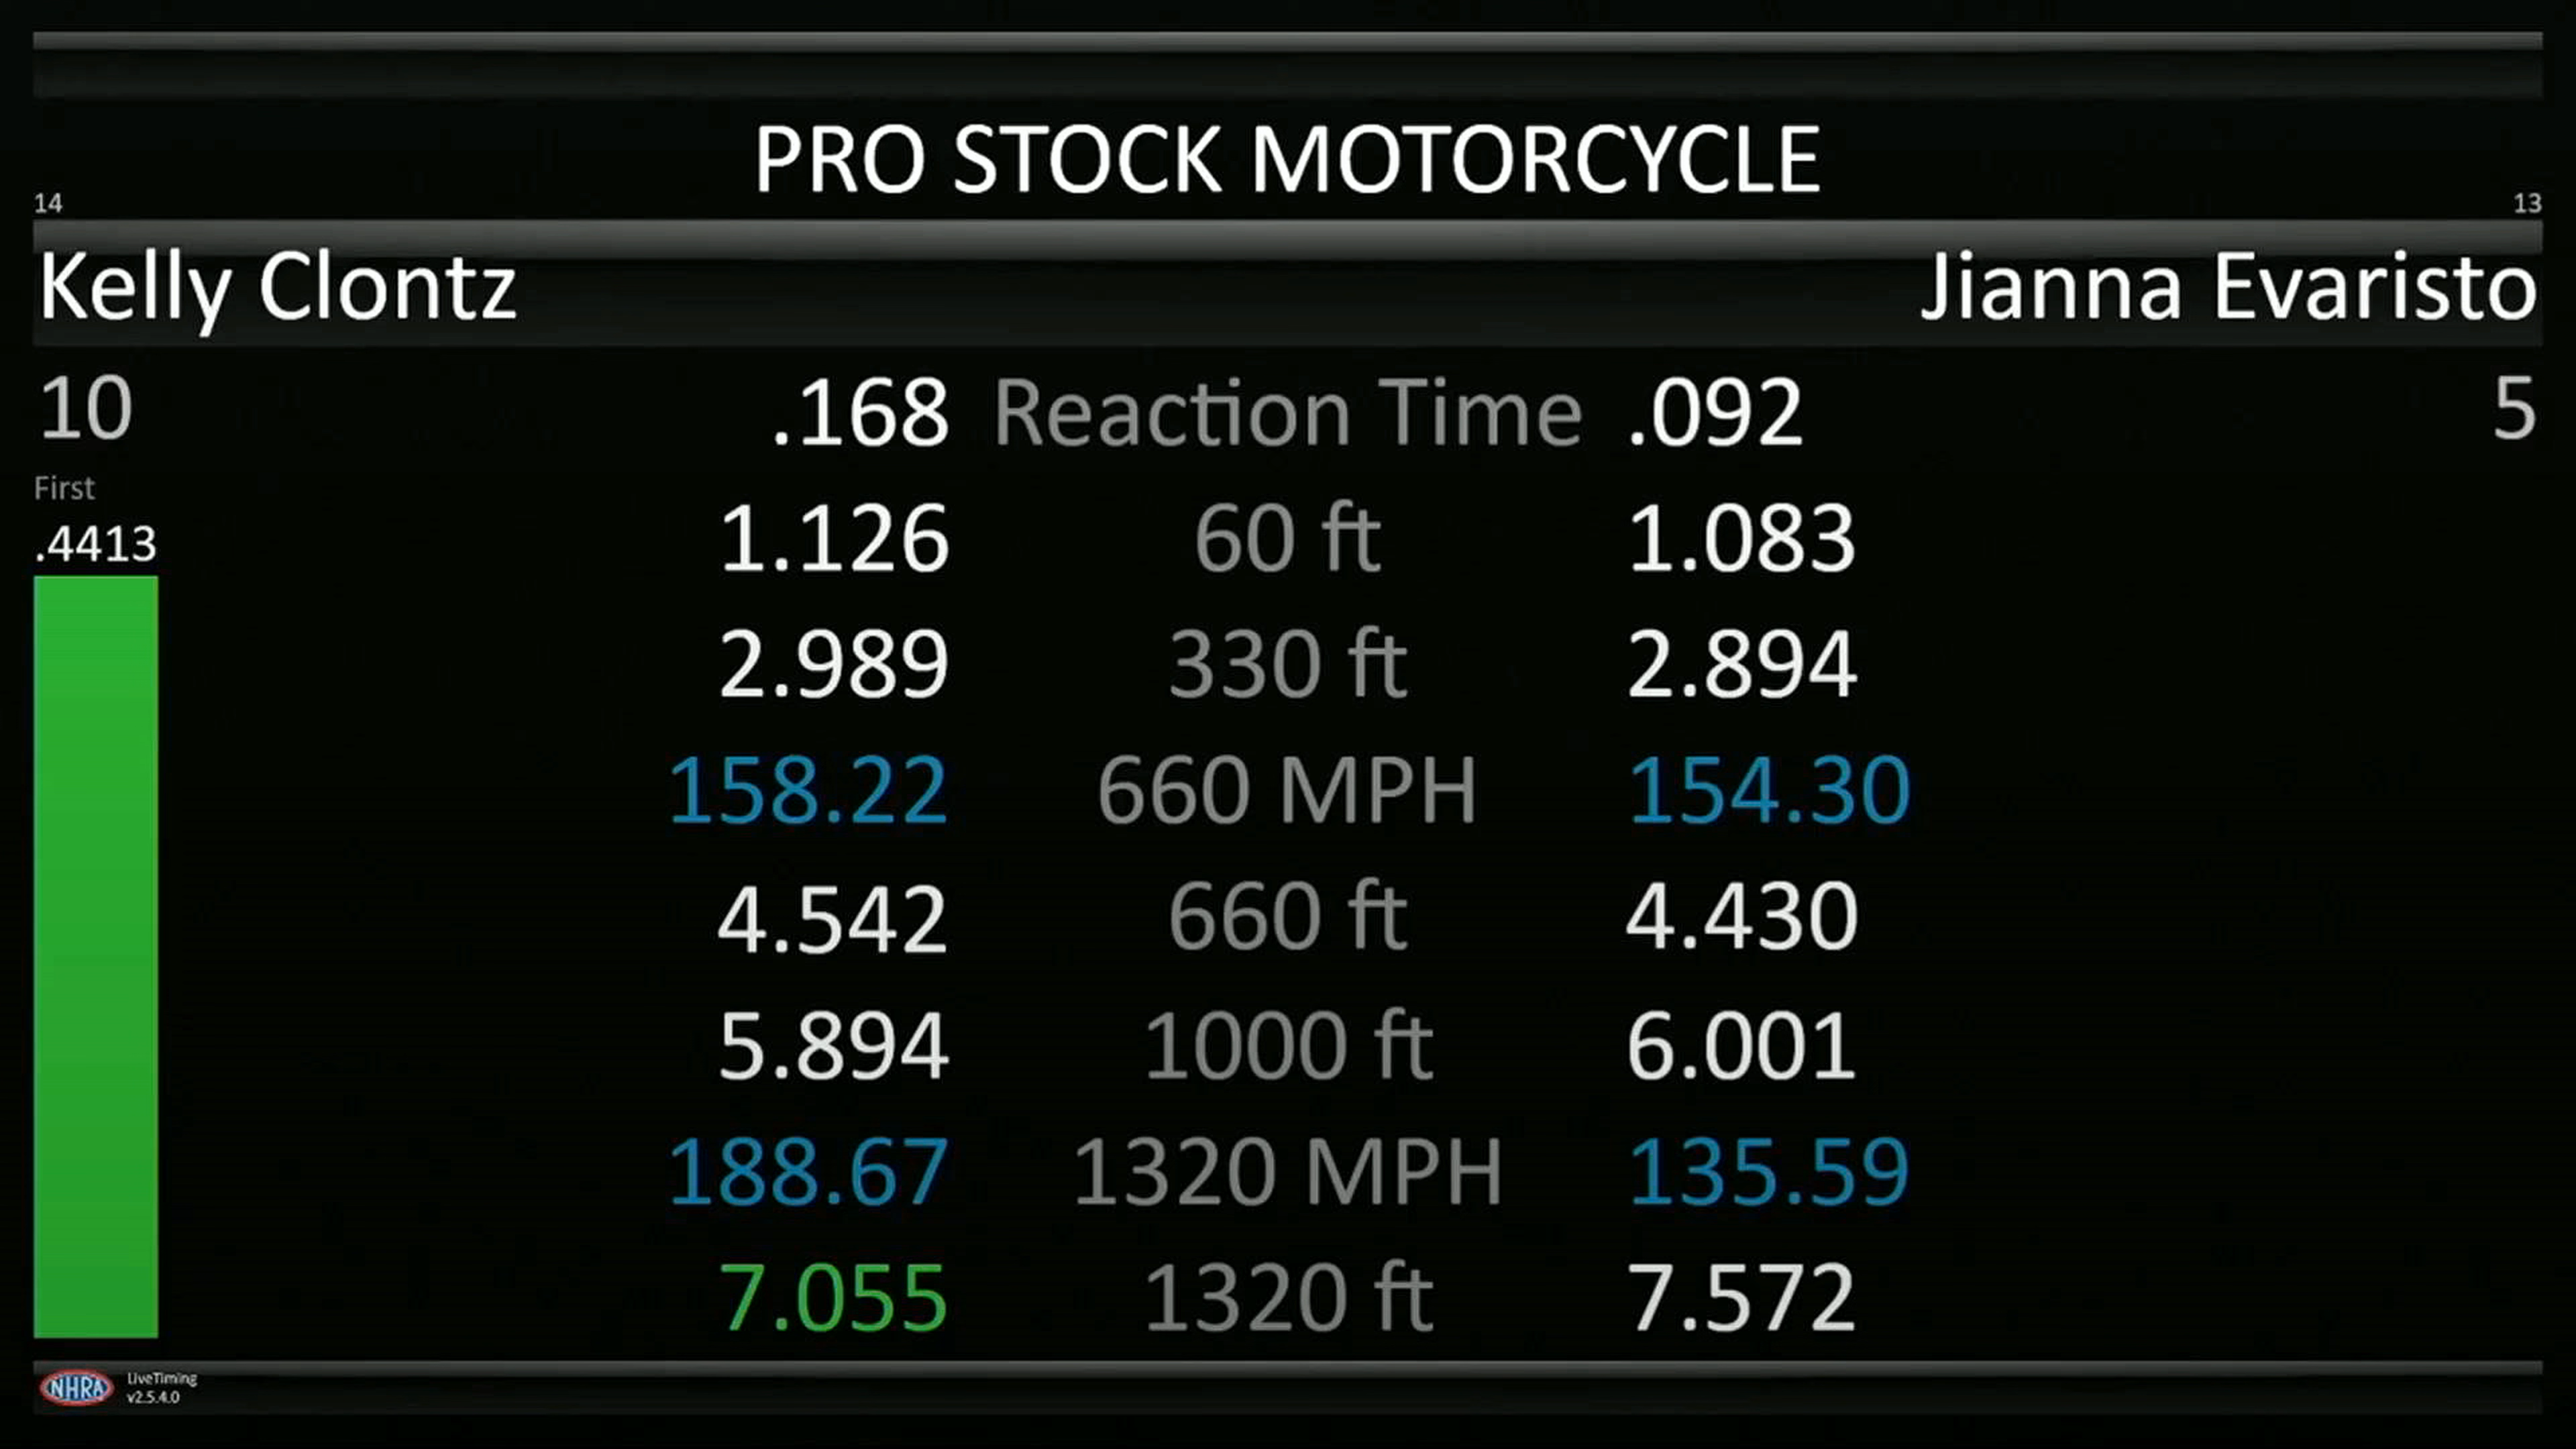 PRO STOCK MOTORCYCLE
14 13
Kelly Clontz Jianna Evaristo
10 .168 Reaction Time .092 5
First
.4413
1.126 60 ft 1.083
2.989 330 ft 2.894
158.22 660 MPH 154.30
4.542 660 ft 4.430
5.894 1000 ft 6.001
188.67 1320 MPH 135.59
7.055 1320 ft 7.572
NHRA LiveTiming
v2.5.4.0